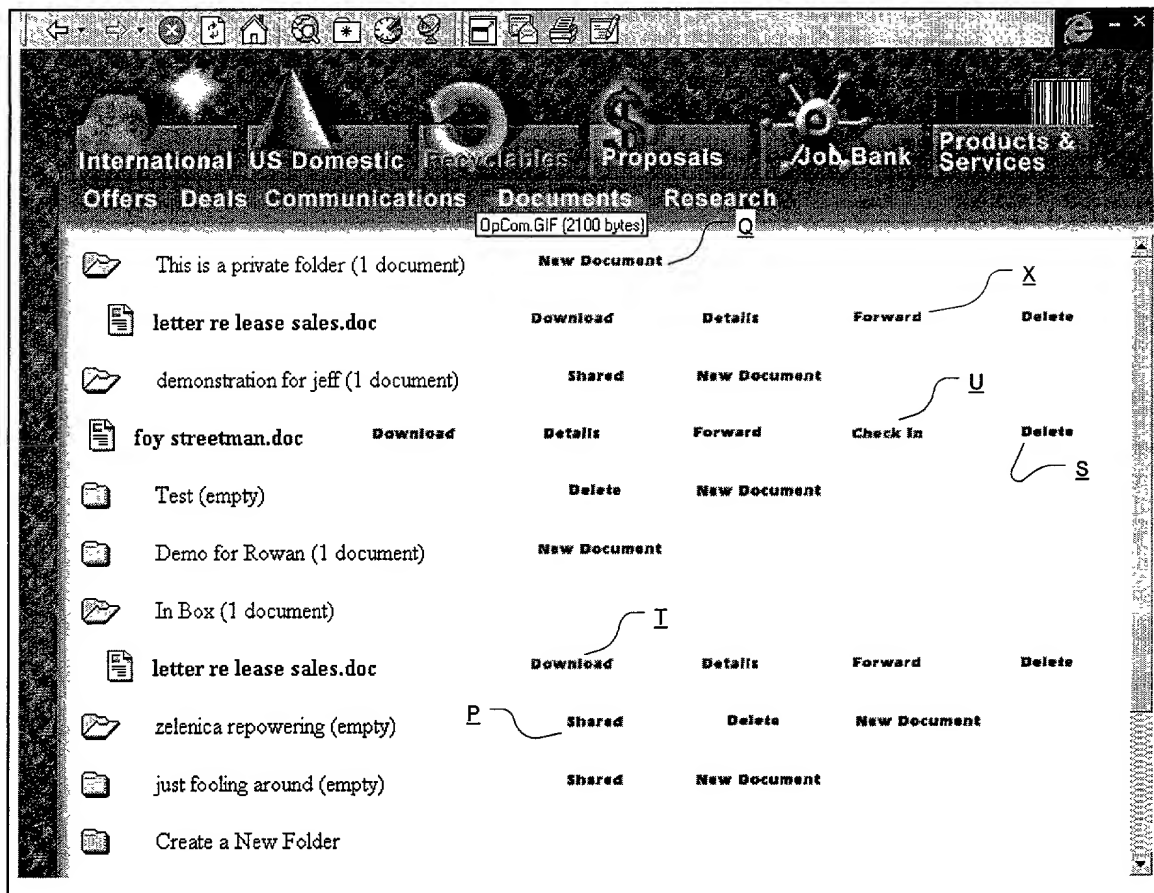 International US Domestic Recyclables Proposals Job Bank Products & Services
Offers Deals Communications Documents Research
OpCom.GIF (2100 bytes)
Q
This is a private folder (1 document) New Document
X
letter re lease sales.doc Download Details Forward Delete
demonstration for jeff (1 document) Shared New Document
U
foy streetman.doc Download Details Forward Check In Delete
S
Test (empty) Delete New Document
Demo for Rowan (1 document) New Document
In Box (1 document)
T
letter re lease sales.doc Download Details Forward Delete
P
zelenica repowering (empty) Shared Delete New Document
just fooling around (empty) Shared New Document
Create a New Folder